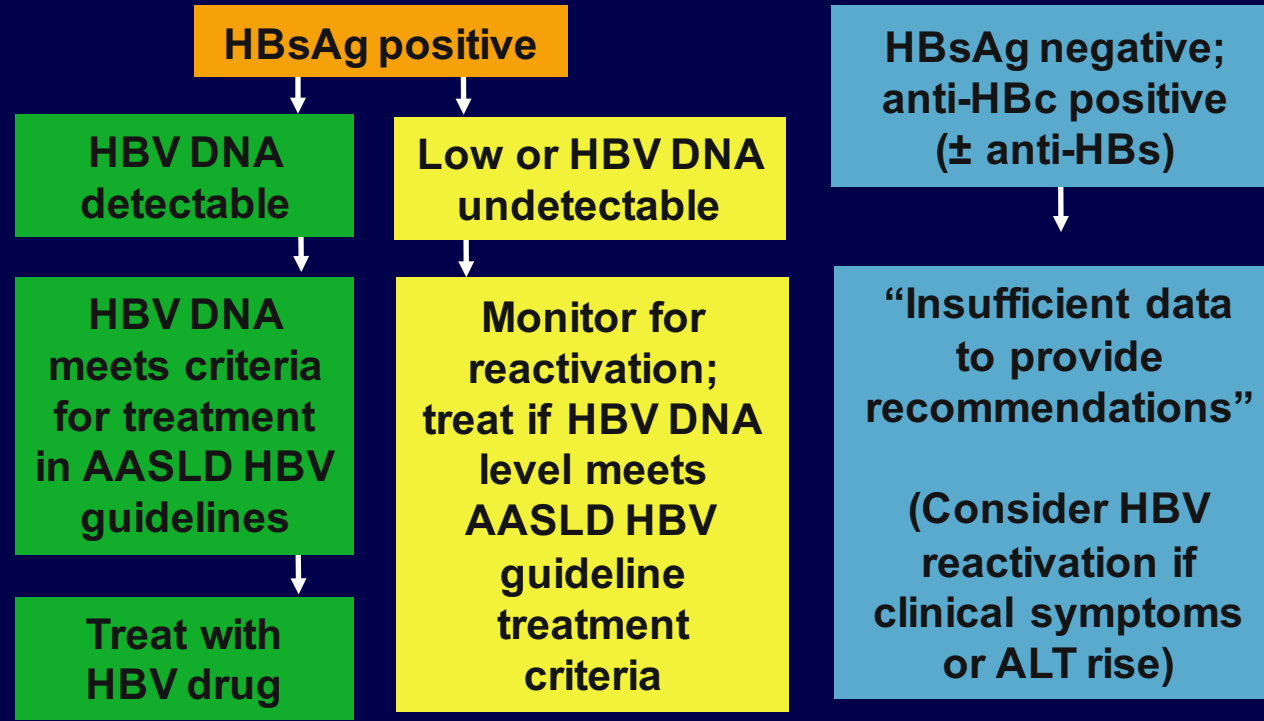 HBsAg positive
HBV DNA
detectable
HBV DNA
meets criteria
for treatment
in AASLD HBV
guidelines
Treat with
HBV drug
Low or HBV DNA
undetectable
Monitor for
reactivation;
treat if HBV DNA
level meets
AASLD HBV
guideline
treatment
criteria
HBsAg negative;
anti-HBc positive
(± anti-HBs)
“Insufficient data
to provide
recommendations”
(Consider HBV
reactivation if
clinical symptoms
or ALT rise)